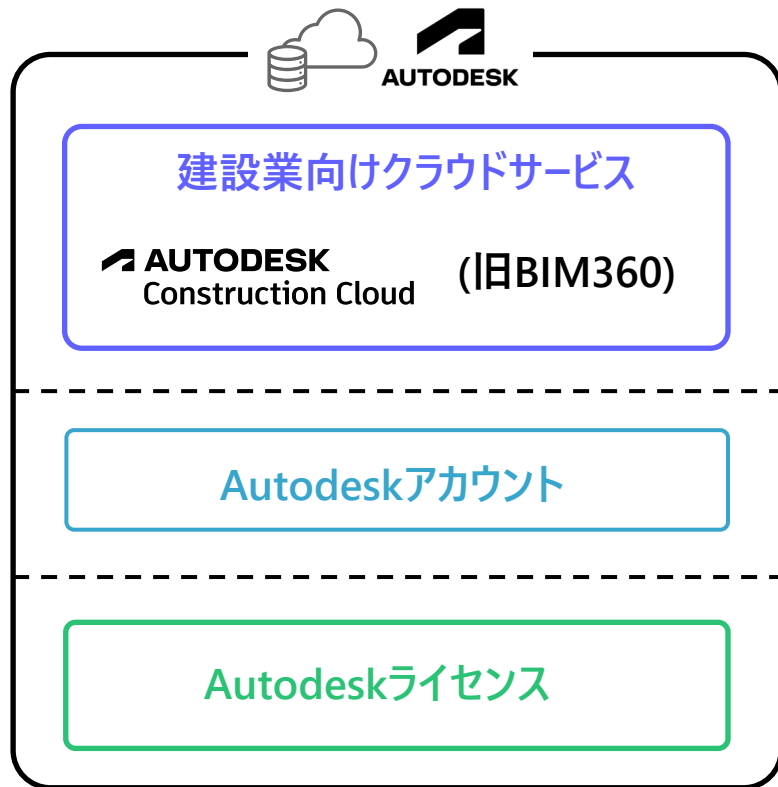 AUTODESK
建設業向けクラウドサービス
AUTODESK
Construction Cloud
(旧BIM360)
Autodeskアカウント
Autodeskライセンス